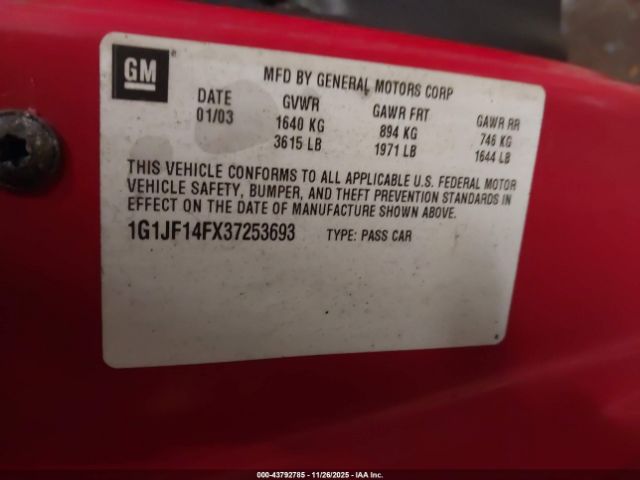 GM
MFD BY GENERAL MOTORS CORP
DATE GVWR GAWR FRT GAWR RR
01/03 1640 KG 894 KG 746 KG
3615 LB 1971 LB 1644 LB
THIS VEHICLE CONFORMS TO ALL APPLICABLE U.S. FEDERAL MOTOR
VEHICLE SAFETY, BUMPER, AND THEFT PREVENTION STANDARDS IN
EFFECT ON THE DATE OF MANUFACTURE SHOWN ABOVE.
1G1JF14FX37253693 TYPE: PASS CAR
000-43792785 - 11/26/2025 - IAA Inc.